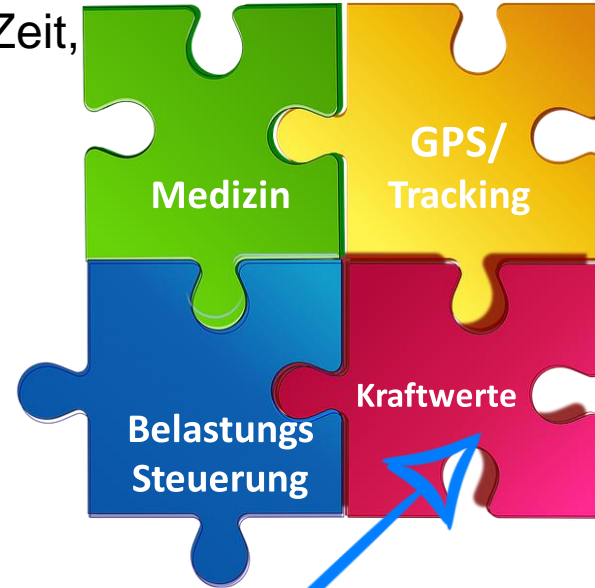 Zeit,
GPS/
Medizin
Tracking
Kraftwerte
Belastungs
Steuerung